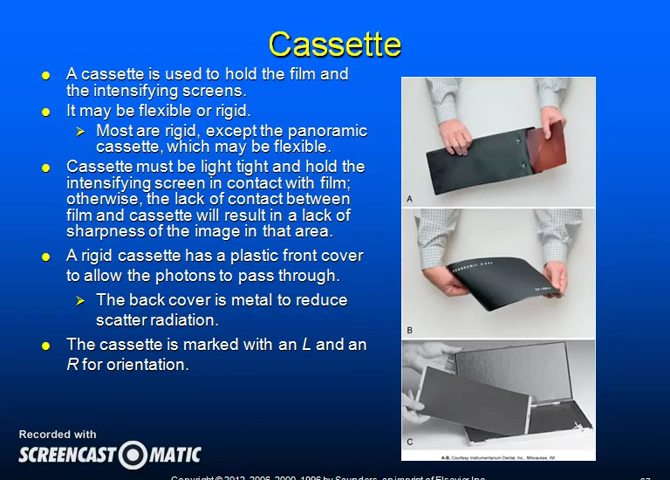 Cassette
A cassette is used to hold the film and
the intensifying screens.
It may be flexible or rigid.
Most are rigid, except the panoramic
cassette, which may be flexible.
Cassette must be light tight and hold the
intensifying screen in contact with film;
otherwise, the lack of contact between
film and cassette will result in a lack of
sharpness of the image in that area.
A rigid cassette has a plastic front cover
to allow the photons to pass through.
The back cover is metal to reduce
scatter radiation.
The cassette is marked with an L and an
R for orientation.
A
B
C
A-B, Courtesy Instrumentarium Dental, Inc., Milwaukee, WI
Recorded with
SCREENCAST MATIC
Copyright © 2012, 2006, 2000, 1996 by Saunders, an imprint of Elsevier Inc.